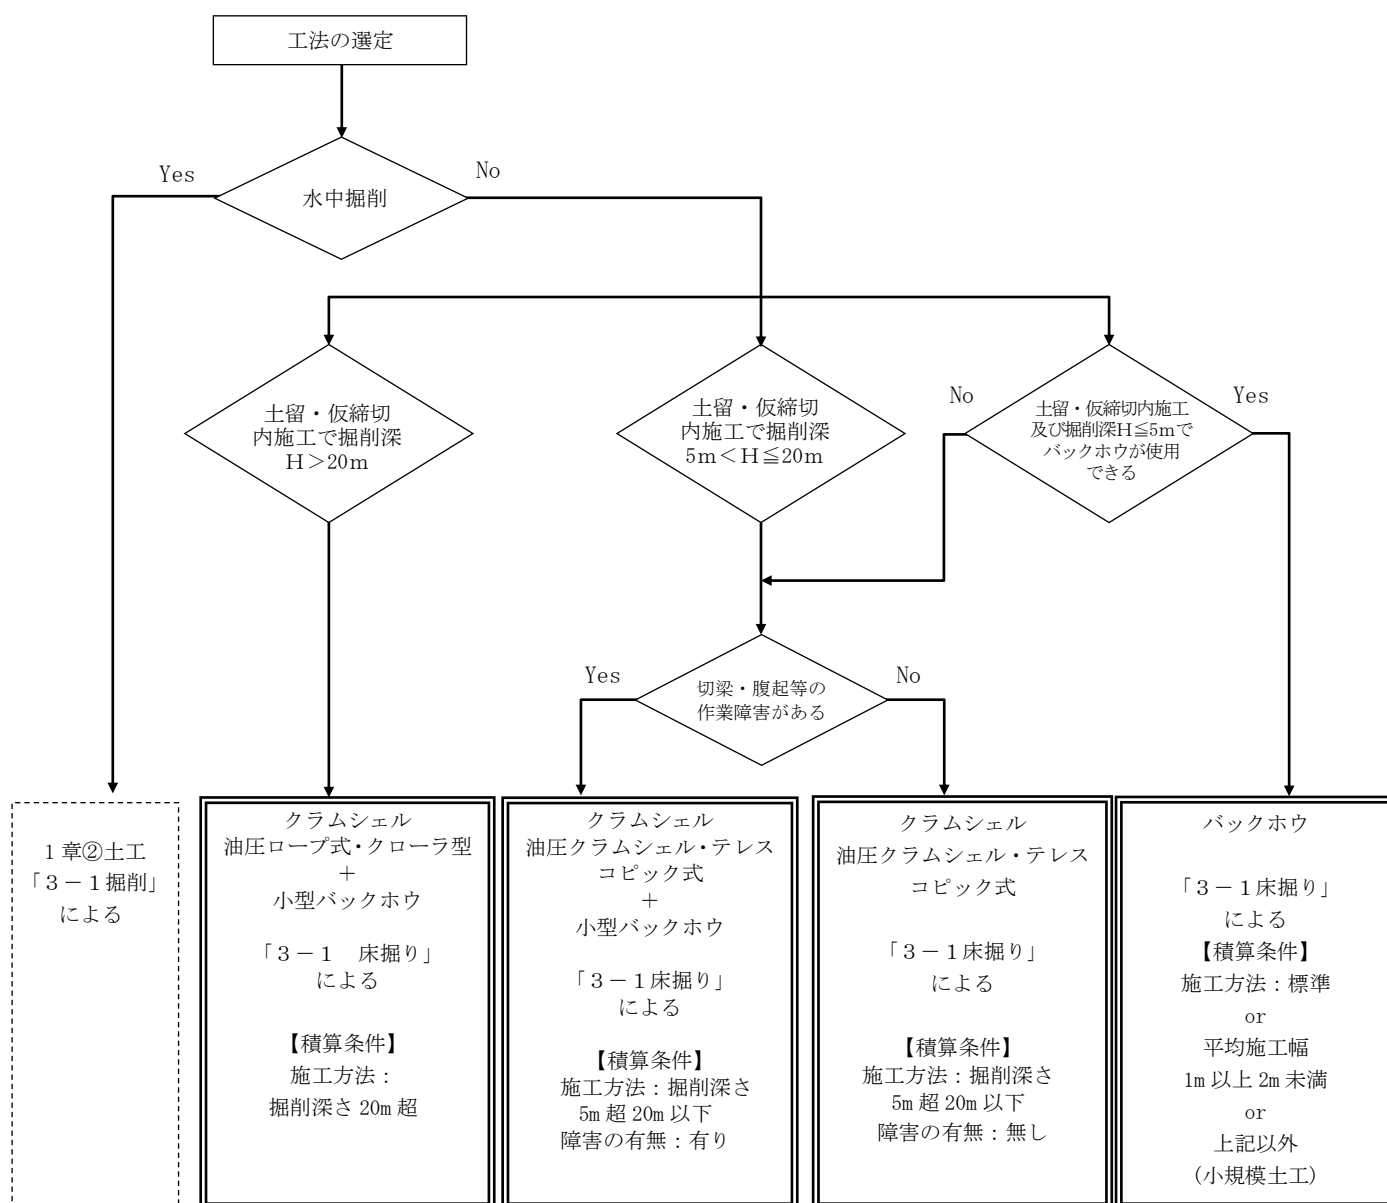 工法の選定
Yes
No
水中掘削
土留・仮締切
内施工で掘削深
H>20m
土留・仮締切
内施工で掘削深
5m<H≦20m
No
Yes
土留・仮締切内施工
及び掘削深H≦5mで
バックホウが使用
できる
Yes
No
切梁・腹起等の
作業障害がある
1章②土工
「3-1掘削」
による
クラムシェル
油圧ロープ式・クローラ型
+
小型バックホウ
「3-1 床掘り」
による
【積算条件】
施工方法:
掘削深さ20m超
クラムシェル
油圧クラムシェル・テレス
コピック式
+
小型バックホウ
「3-1床掘り」
による
【積算条件】
施工方法:掘削深さ
5m超20m以下
障害の有無:有り
クラムシェル
油圧クラムシェル・テレス
コピック式
「3-1床掘り」
による
【積算条件】
施工方法:掘削深さ
5m超20m以下
障害の有無:無し
バックホウ
「3-1床掘り」
による
【積算条件】
施工方法:標準
or
平均施工幅
1m以上2m未満
or
上記以外
(小規模土工)